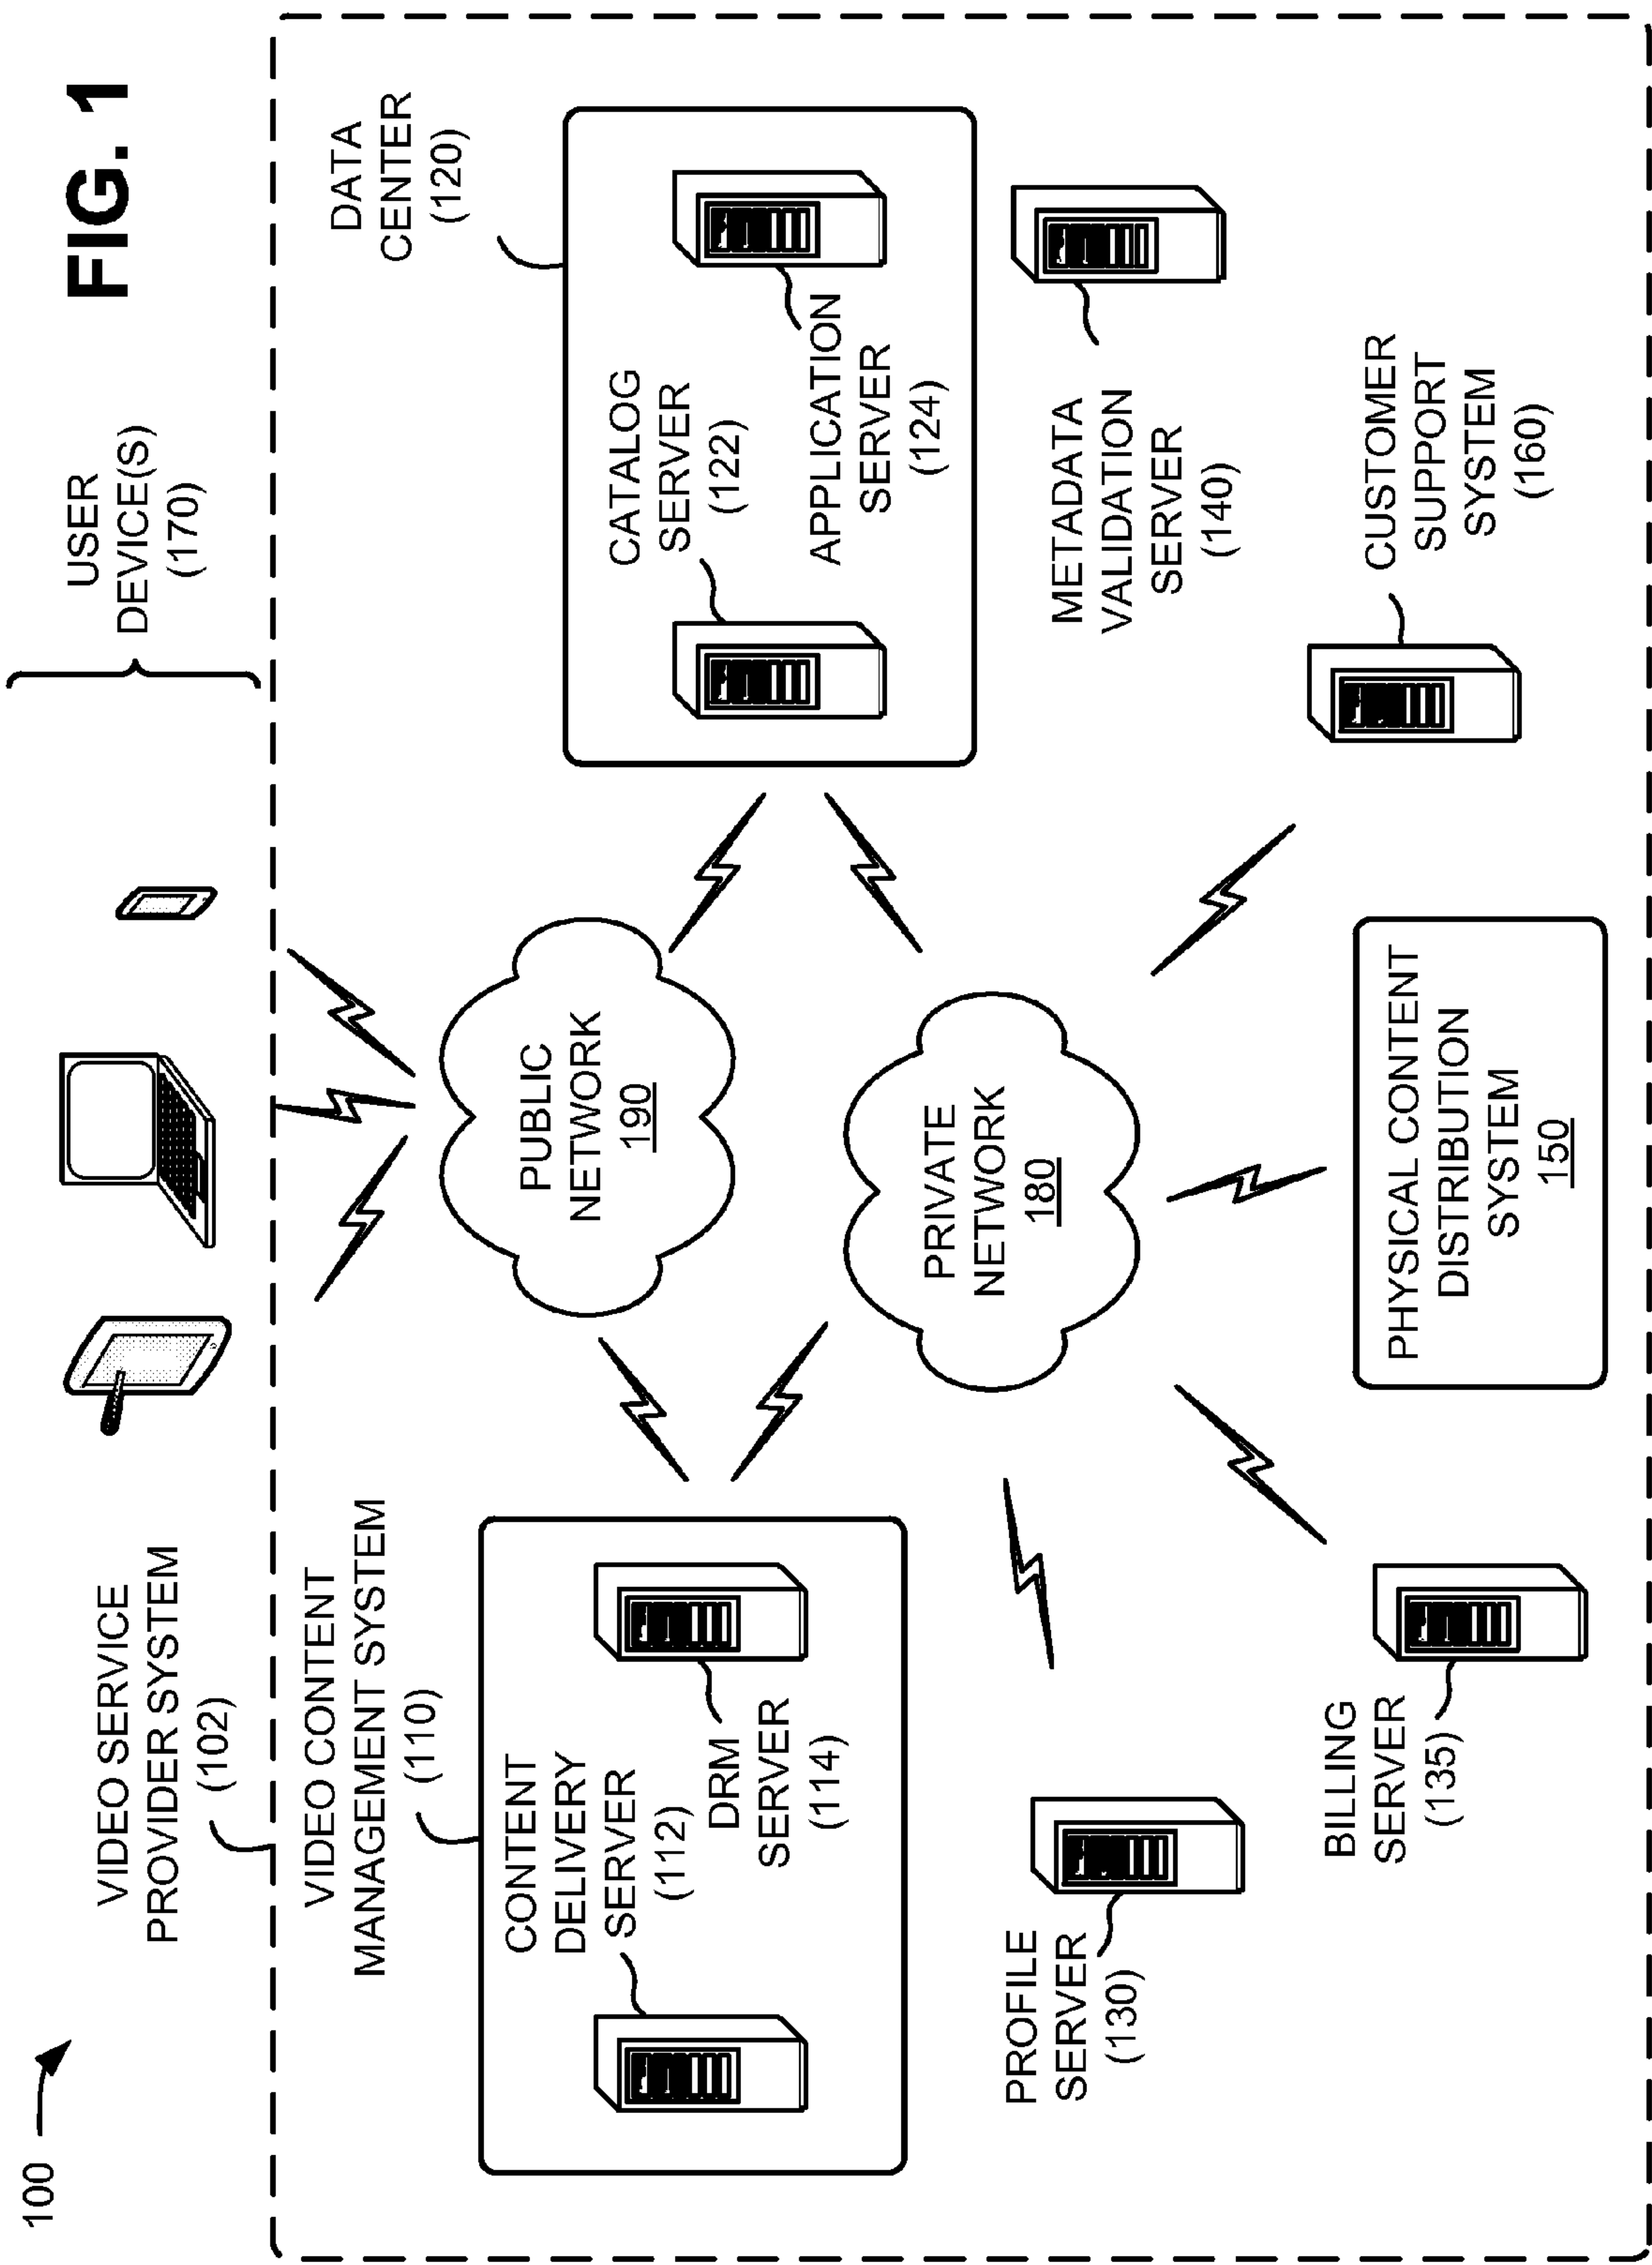 100
FIG. 1
VIDEO SERVICE
PROVIDER SYSTEM
(102)
USER
DEVICE(S)
(170)
VIDEO CONTENT
MANAGEMENT SYSTEM
(110)
CONTENT
DELIVERY
SERVER
(112)
DRM
SERVER
(114)
PUBLIC
NETWORK
190
DATA
CENTER
(120)
CATALOG
SERVER
(122)
APPLICATION
SERVER
(124)
PRIVATE
NETWORK
180
METADATA
VALIDATION
SERVER
(140)
PROFILE
SERVER
(130)
BILLING
SERVER
(135)
PHYSICAL CONTENT
DISTRIBUTION
SYSTEM
150
CUSTOMER
SUPPORT
SYSTEM
(160)